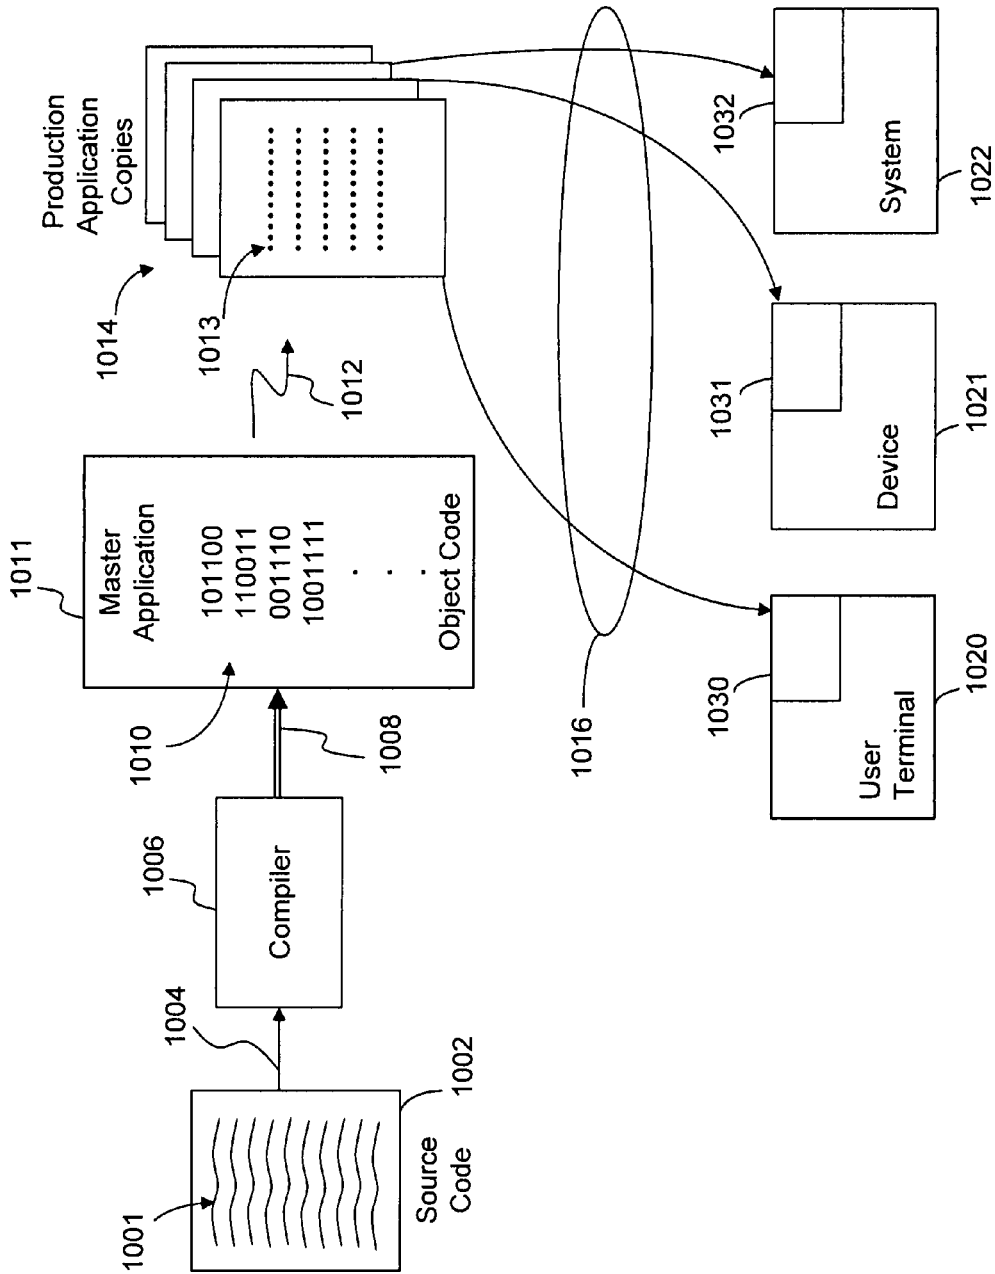 1001
Source
Code
1002
1004
1006
Compiler
1008
1010
1011
Master
Application
101100
110011
001110
1001111
. . .
Object Code
1012
1014
Production
Application
Copies
1013
1016
1030
User
Terminal
1020
1031
Device
1021
1032
System
1022